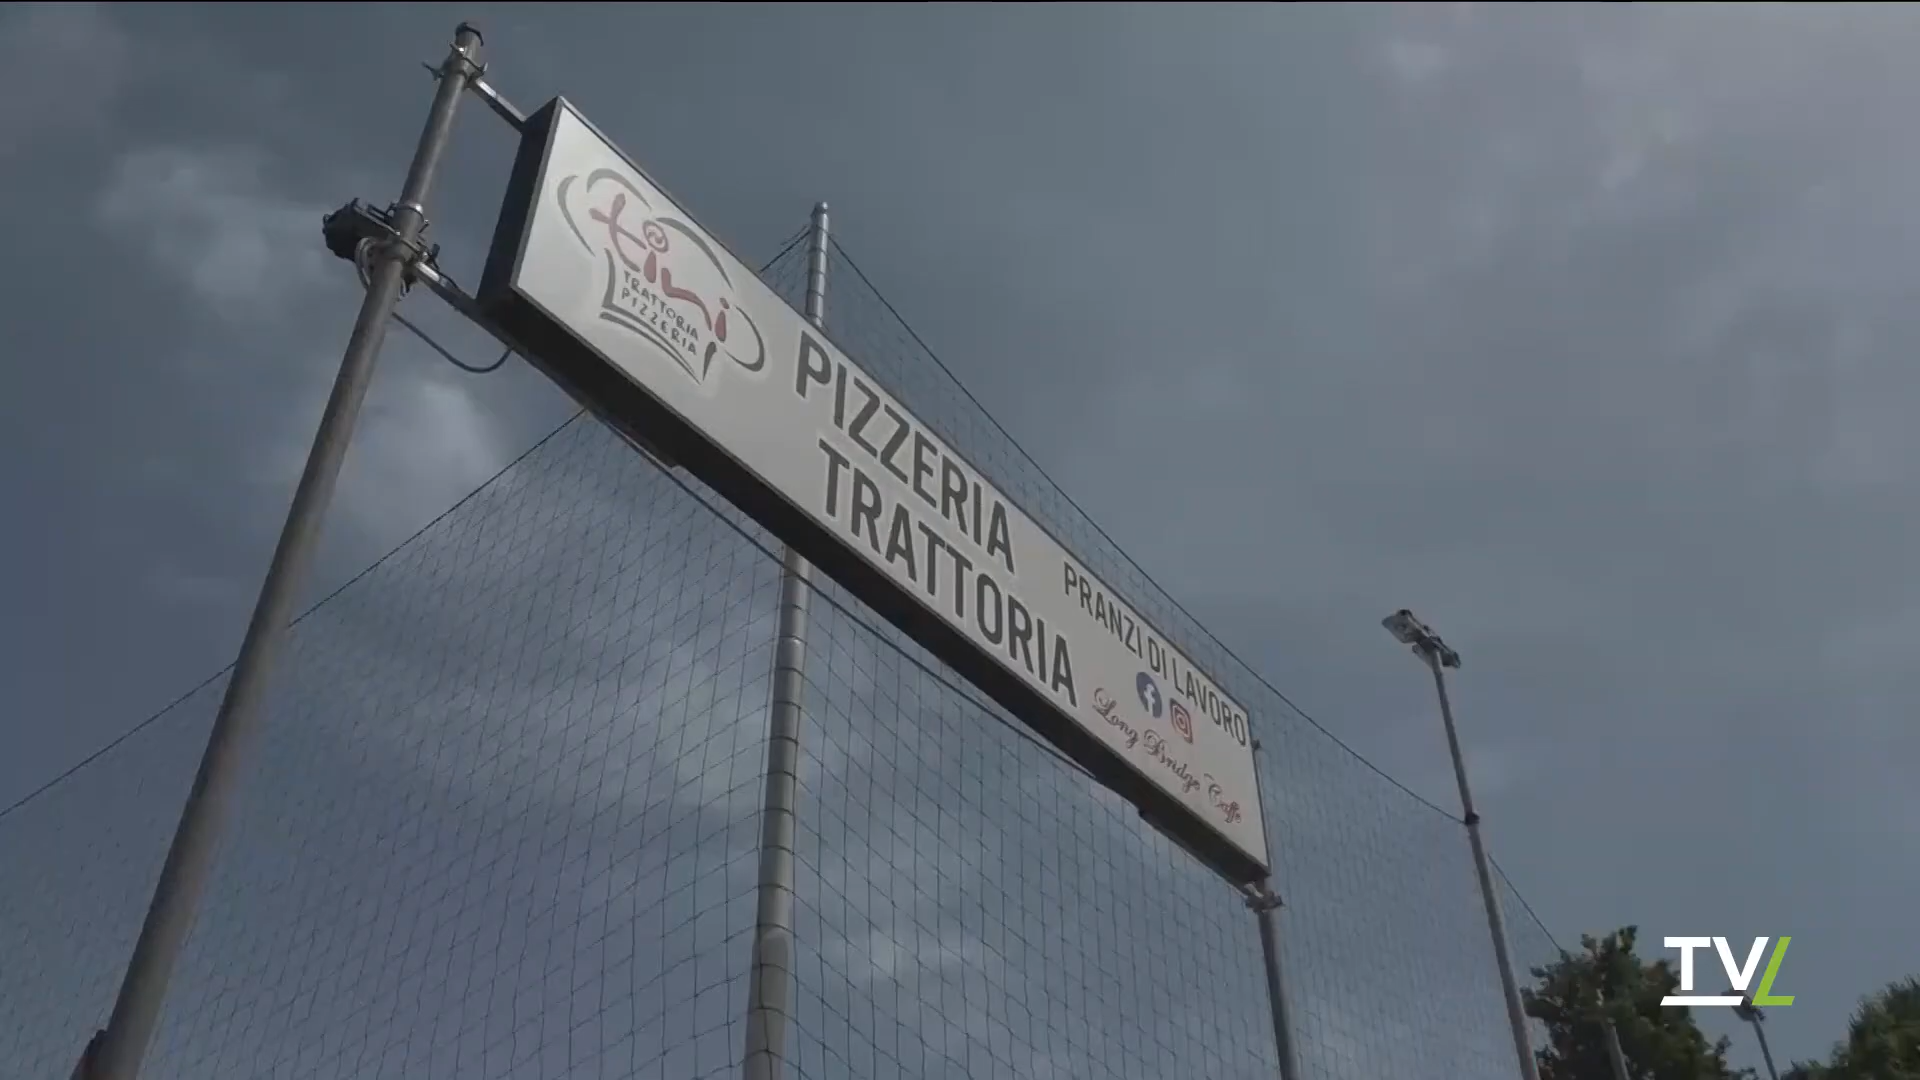 tini
TRATTORIA
PIZZERIA
PIZZERIA
TRATTORIA
PRANZI DI LAVORO
Long Bridge Caffè
TVL